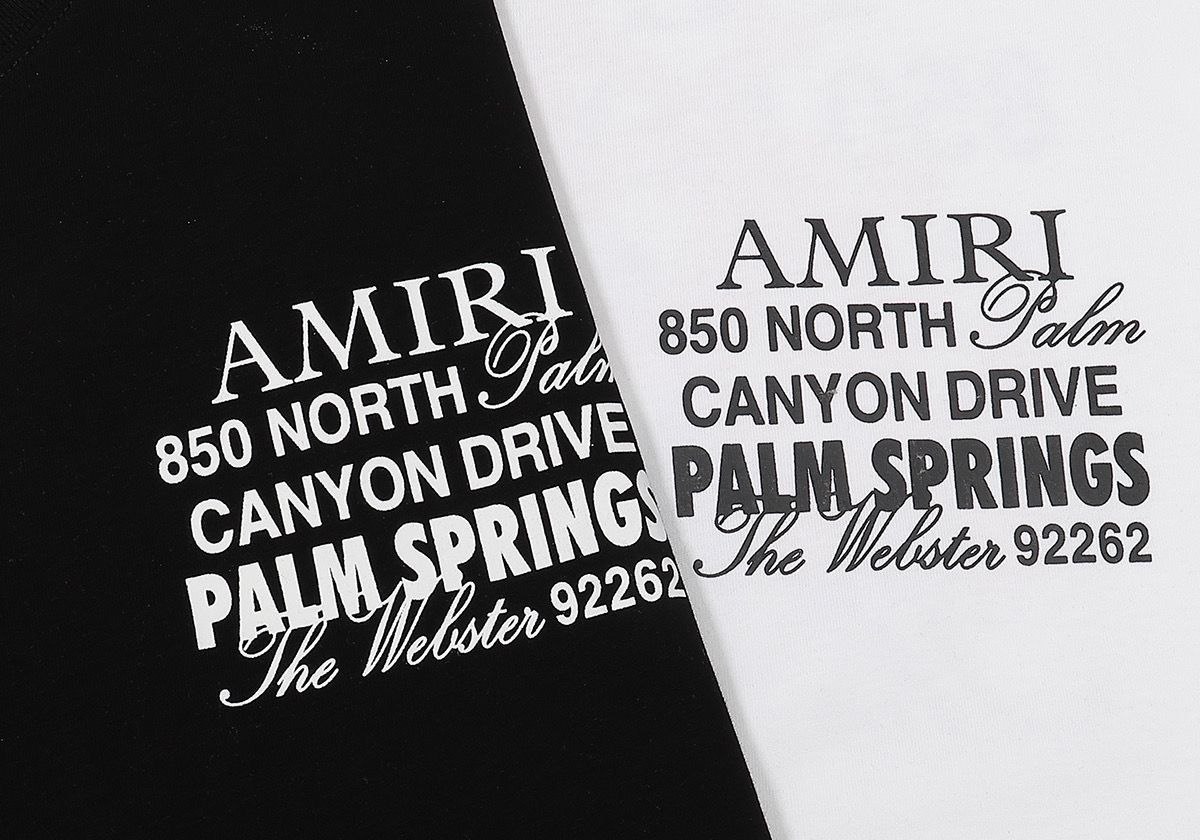 AMIRI
850 NORTH Palm
CANYON DRIVE
PALM SPRINGS
The Webster 92262
AMIRI
850 NORTH Palm
CANYON DRIVE
PALM SPRINGS
The Webster 92262